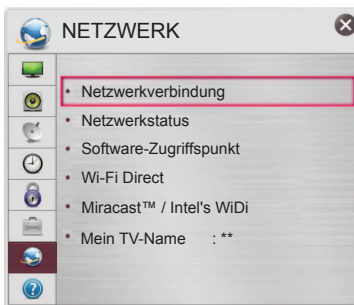 NETZWERK
• Netzwerkverbindung
• Netzwerkstatus
• Software-Zugriffspunkt
• Wi-Fi Direct
• Miracast™ / Intel's WiDi
• Mein TV-Name : **